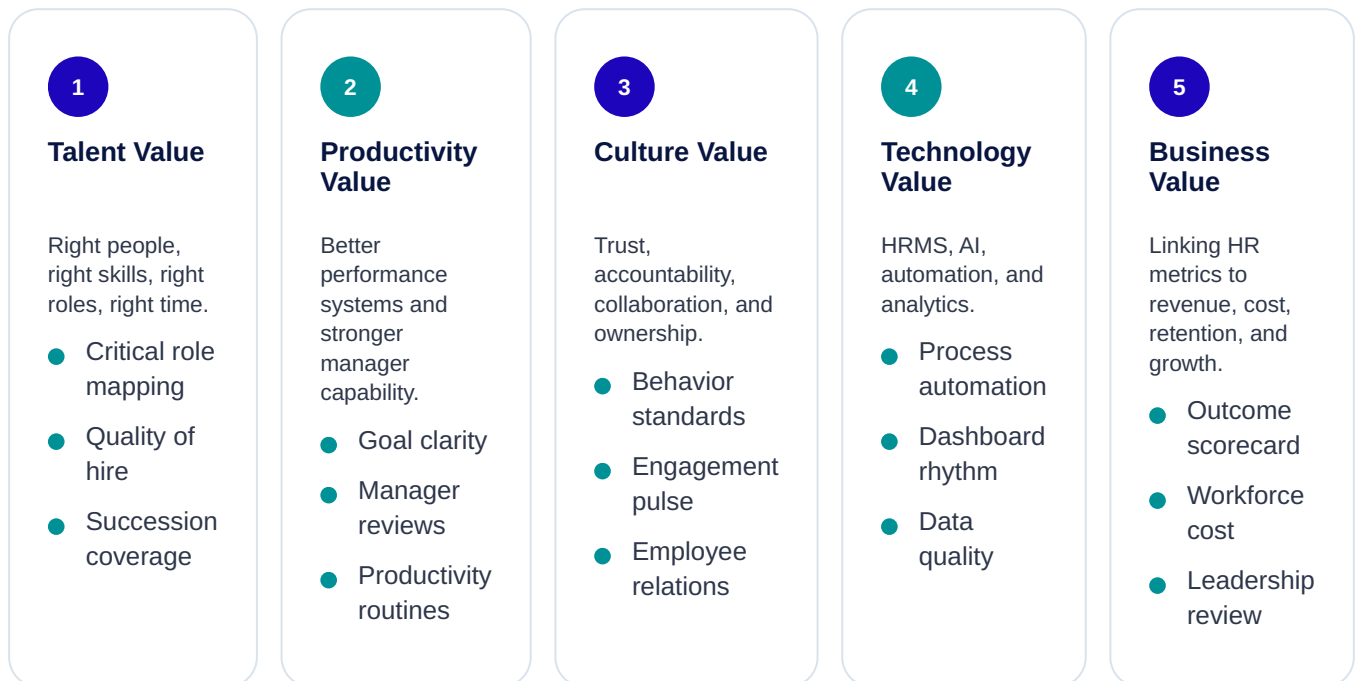 1
Talent Value
Right people,
right skills, right
roles, right time.
Critical role
mapping
Quality of
hire
Succession
coverage
2
Productivity
Value
Better
performance
systems and
stronger
manager
capability.
Goal clarity
Manager
reviews
Productivity
routines
3
Culture Value
Trust,
accountability,
collaboration, and
ownership.
Behavior
standards
Engagement
pulse
Employee
relations
4
Technology
Value
HRMS, AI,
automation, and
analytics.
Process
automation
Dashboard
rhythm
Data
quality
5
Business
Value
Linking HR
metrics to
revenue, cost,
retention, and
growth.
Outcome
scorecard
Workforce
cost
Leadership
review